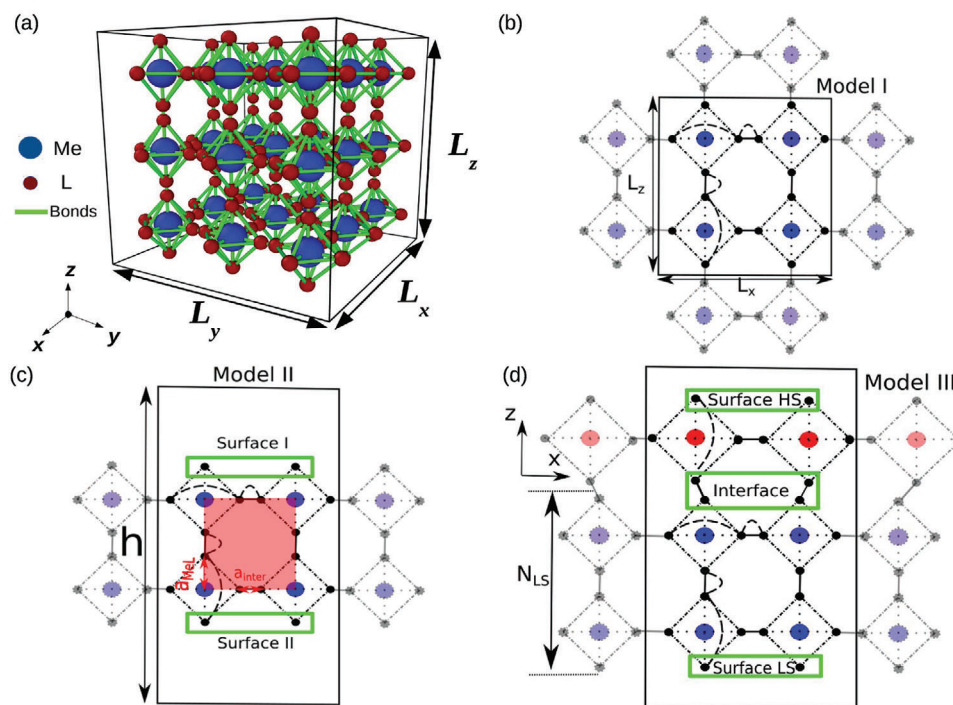 (a)
Me
L
Bonds
L_z
L_x
L_y
z
x
y
(b)
Model I
L_z
L_x
(c)
Model II
Surface I
h
a_MeL
a_inter
Surface II
(d)
Model III
Surface HS
z
x
Interface
N_LS
Surface LS